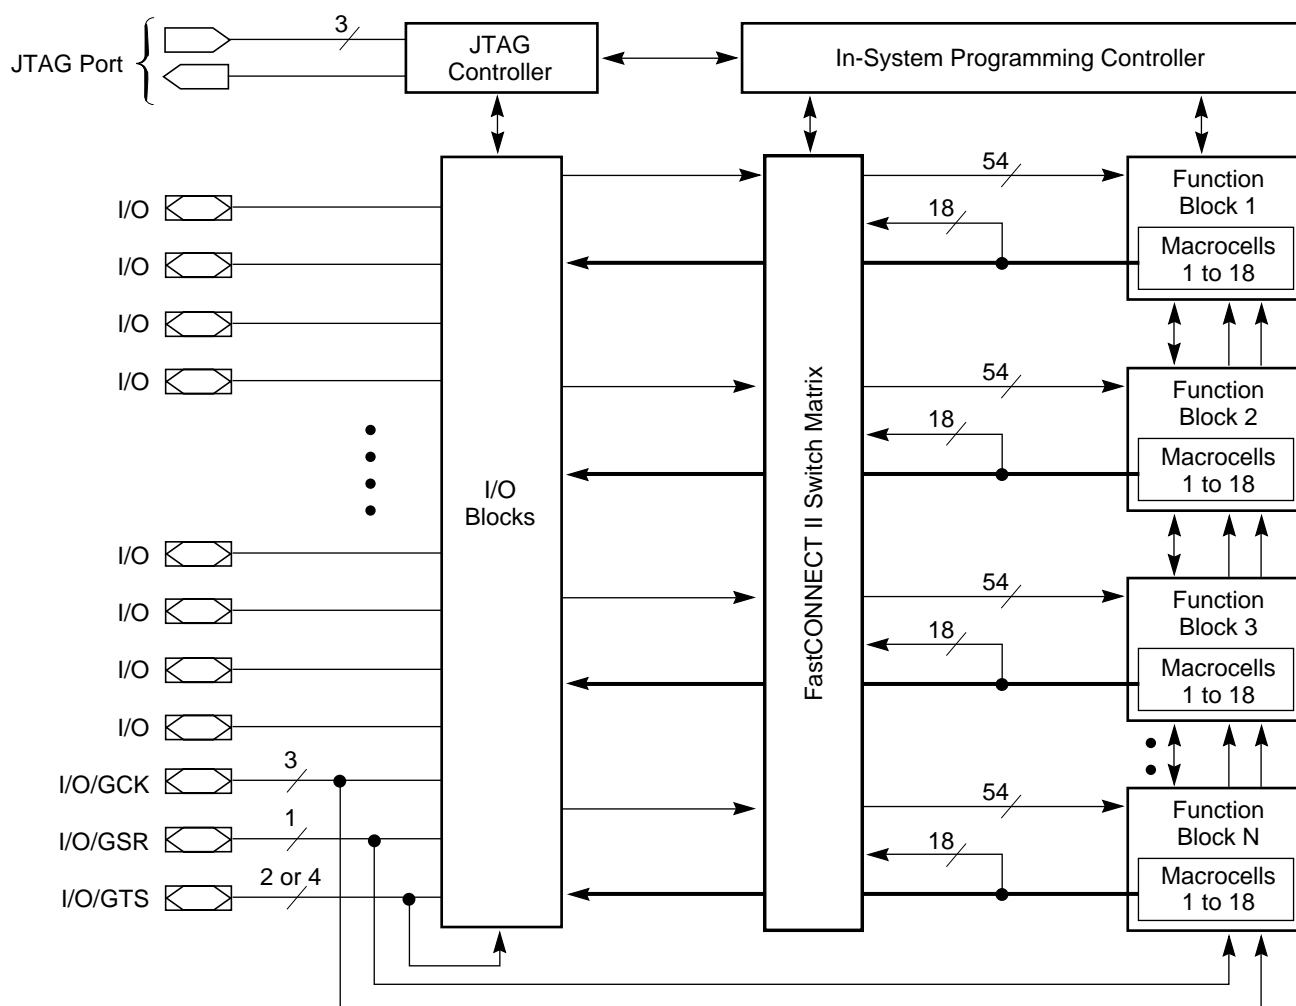 JTAG Port
3
JTAG
Controller
In-System Programming Controller
I/O
I/O
I/O
I/O
I/O
I/O
I/O
I/O
I/O/GCK
3
I/O/GSR
1
I/O/GTS
2 or 4
I/O
Blocks
FastCONNECT II Switch Matrix
54
18
Function
Block 1
Macrocells
1 to 18
54
18
Function
Block 2
Macrocells
1 to 18
54
18
Function
Block 3
Macrocells
1 to 18
54
18
Function
Block N
Macrocells
1 to 18